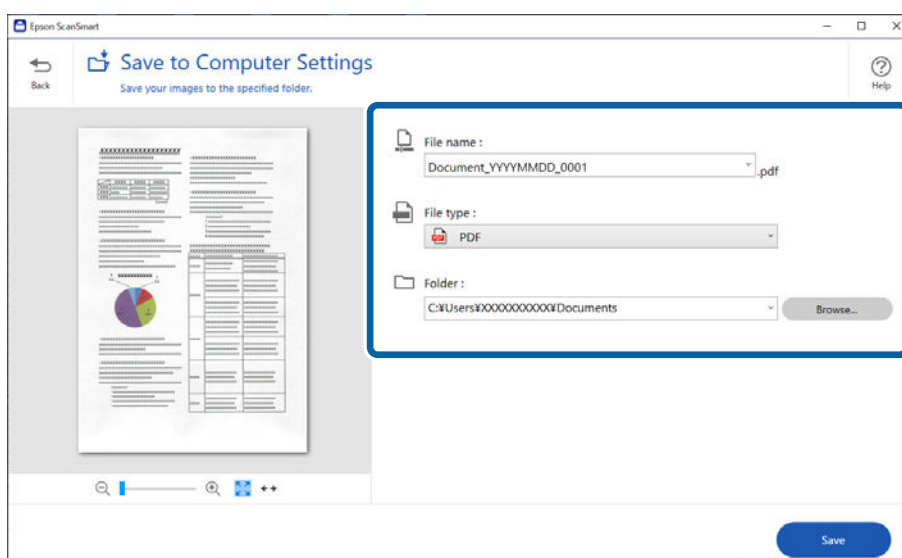 Epson ScanSmart
Back
Save to Computer Settings
Save your images to the specified folder.
Help
File name :
Document_YYYYMMDD_0001
.pdf
File type :
PDF
PDF
Folder :
C:¥Users¥XXXXXXXXXX¥Documents
Browse...
Save